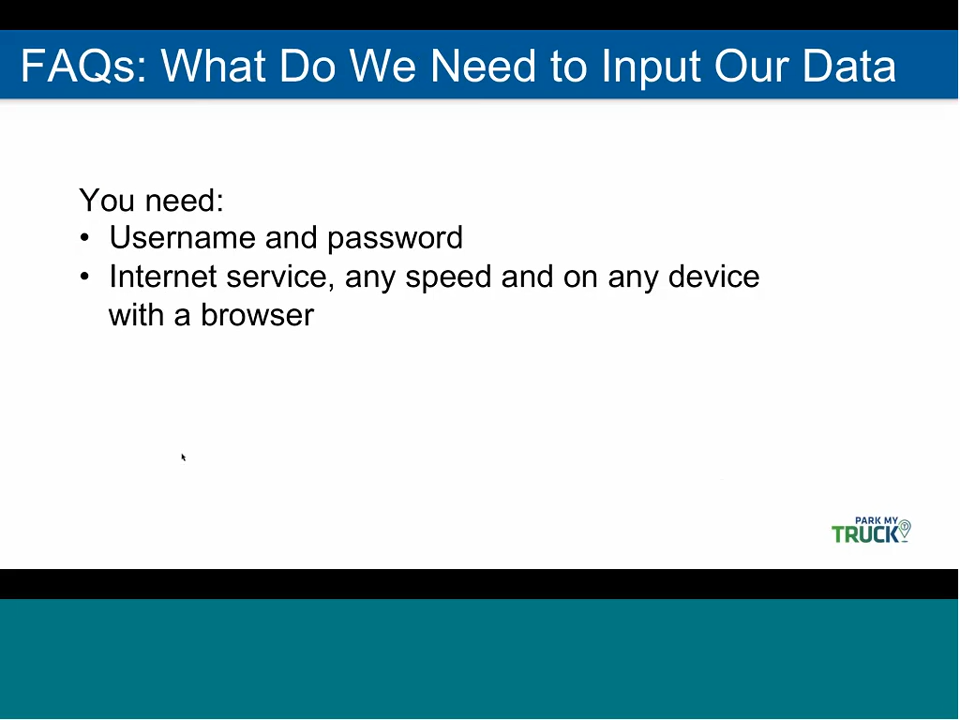 FAQs: What Do We Need to Input Our Data
You need:
• Username and password
• Internet service, any speed and on any device
with a browser
PARK MY
TRUCK